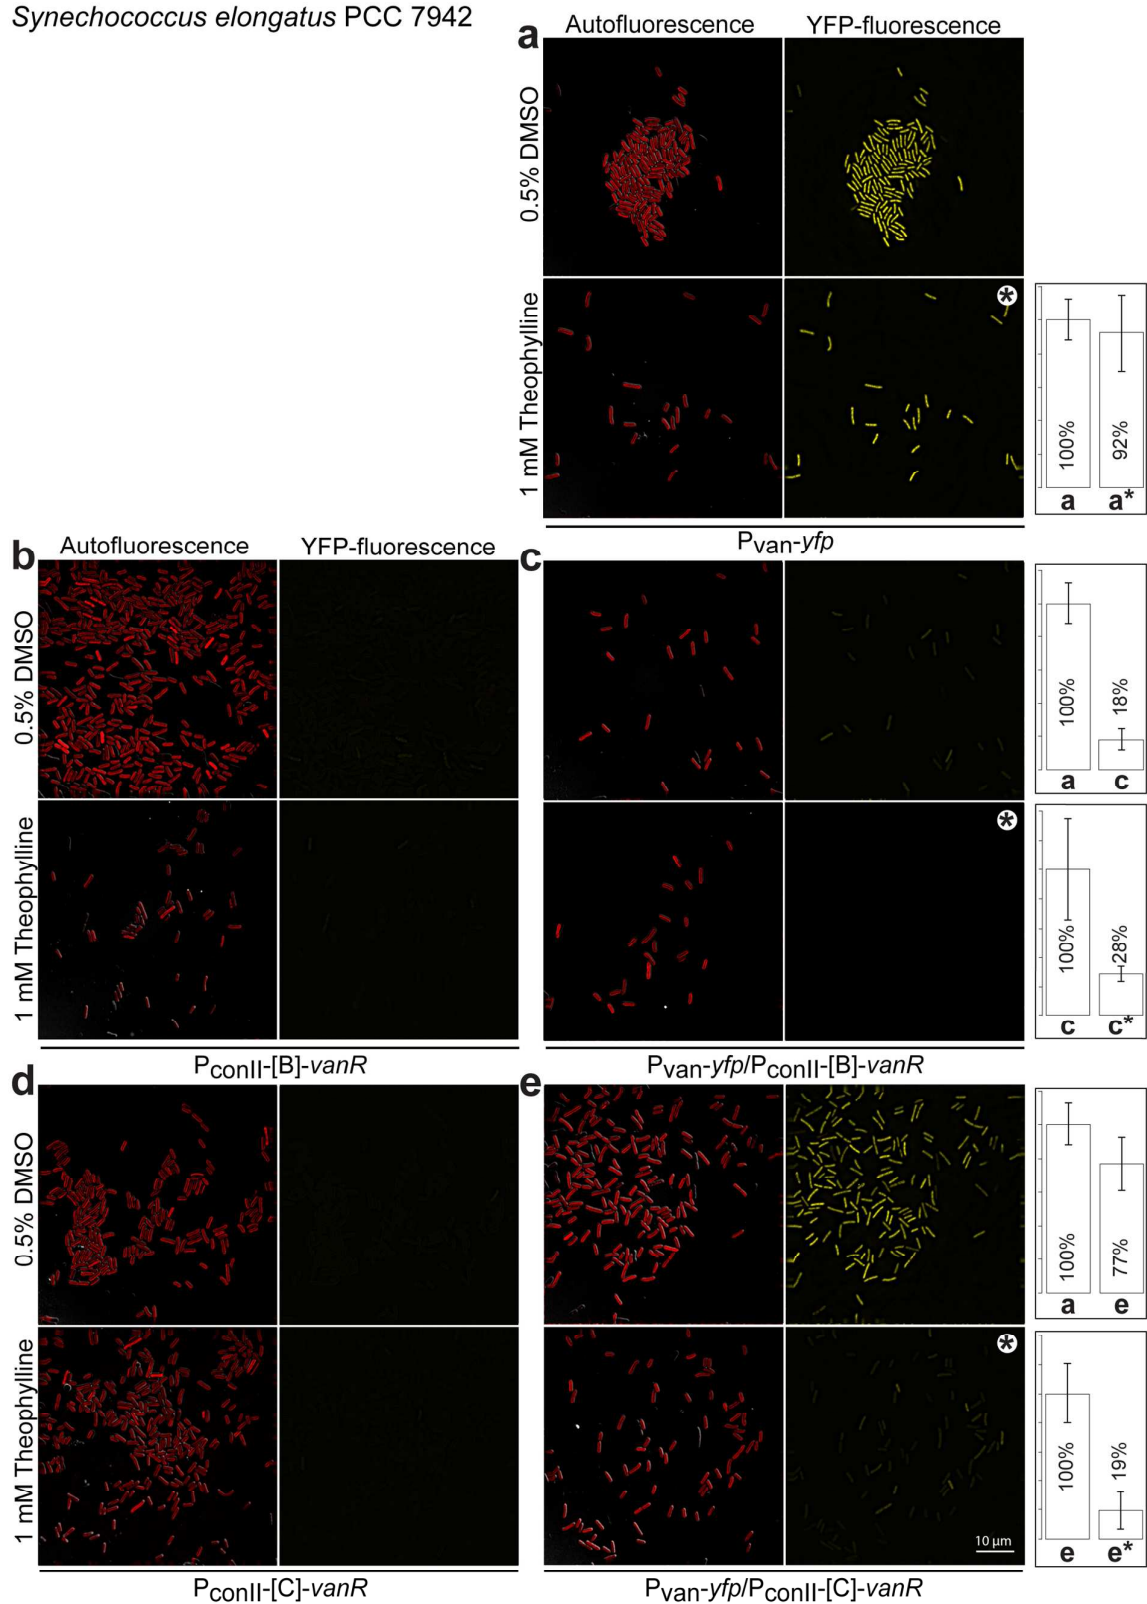 Synechococcus elongatus PCC 7942
a
Autofluorescence
YFP-fluorescence
0.5% DMSO
1 mM Theophylline
*
100%
92%
a
a*
Pvan-yfp
b
Autofluorescence
YFP-fluorescence
0.5% DMSO
1 mM Theophylline
PconII-[B]-vanR
c
*
100%
18%
a
c
100%
28%
c
c*
Pvan-yfp/PconII-[B]-vanR
d
0.5% DMSO
1 mM Theophylline
PconII-[C]-vanR
e
*
10 µm
100%
77%
a
e
100%
19%
e
e*
Pvan-yfp/PconII-[C]-vanR